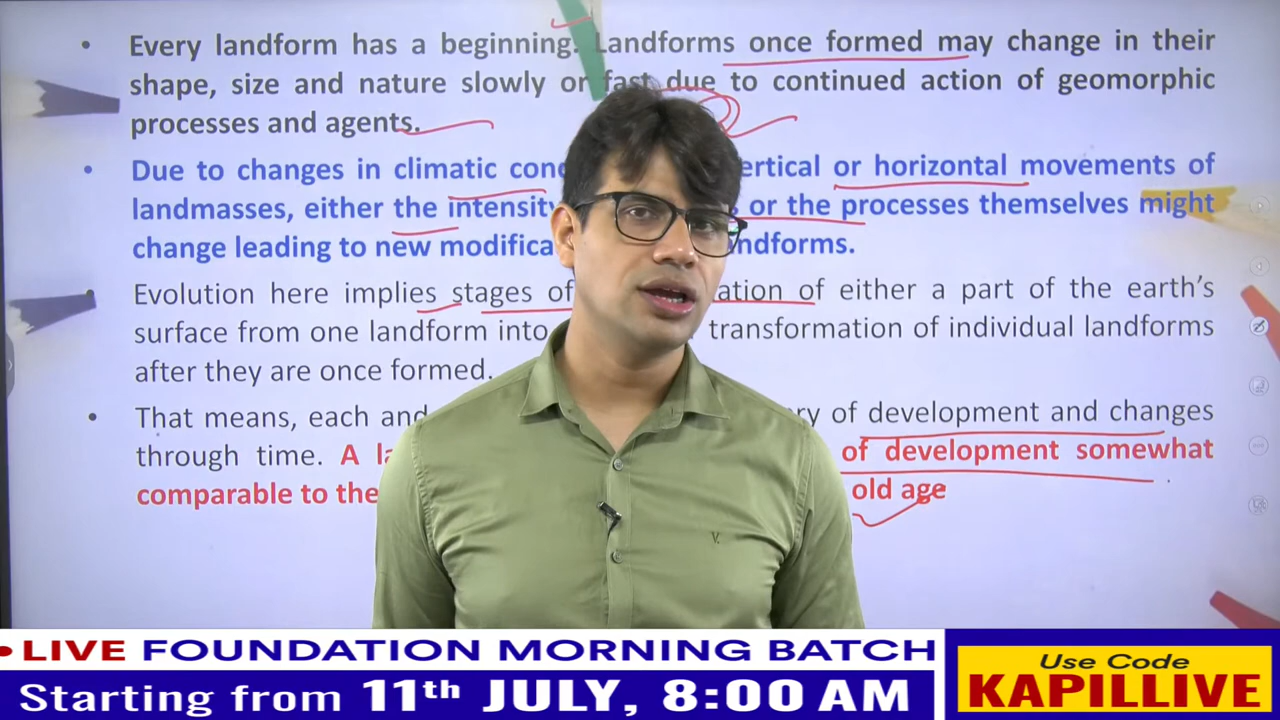 • Every landform has a beginning. Landforms once formed may change in their
shape, size and nature slowly or fast due to continued action of geomorphic
processes and agents.
• Due to changes in climatic ertical or horizontal movements of
landmasses, either the intensity or the processes themselves might
change leading to new ndforms.
Evolution here implies stages of ation of either a part of the earth's
surface from one landform into transformation of individual landforms
after they are once formed.
• That means, each and ry of development and changes
through time. A of development somewhat
comparable to the old age
V.
• LIVE FOUNDATION MORNING BATCH
Starting from 11th JULY, 8:00 AM
Use Code
KAPILLIVE